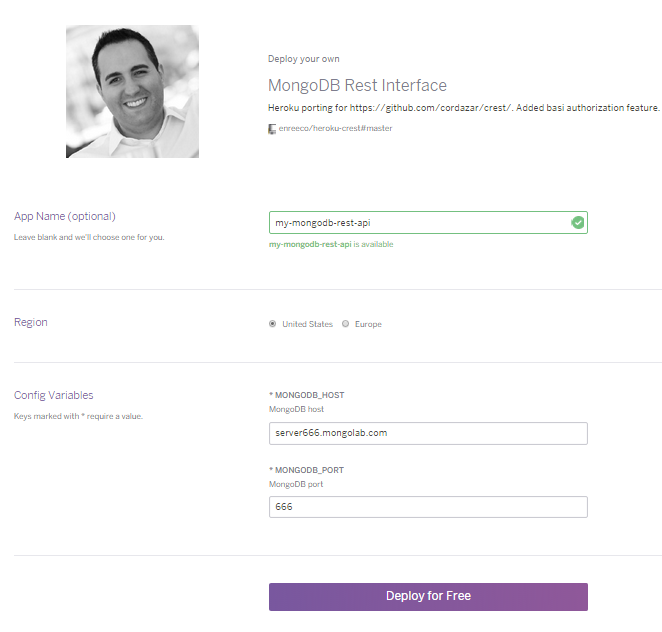 Deploy your own
MongoDB Rest Interface
Heroku porting for https://github.com/cordazar/crest/. Added basi authorization feature.
enreeco/heroku-crest#master
App Name (optional)
Leave blank and we'll choose one for you.
my-mongodb-rest-api
my-mongodb-rest-api is available
Region
United States
Europe
Config Variables
Keys marked with * require a value.
* MONGODB_HOST
MongoDB host
server666.mongolab.com
* MONGODB_PORT
MongoDB port
666
Deploy for Free